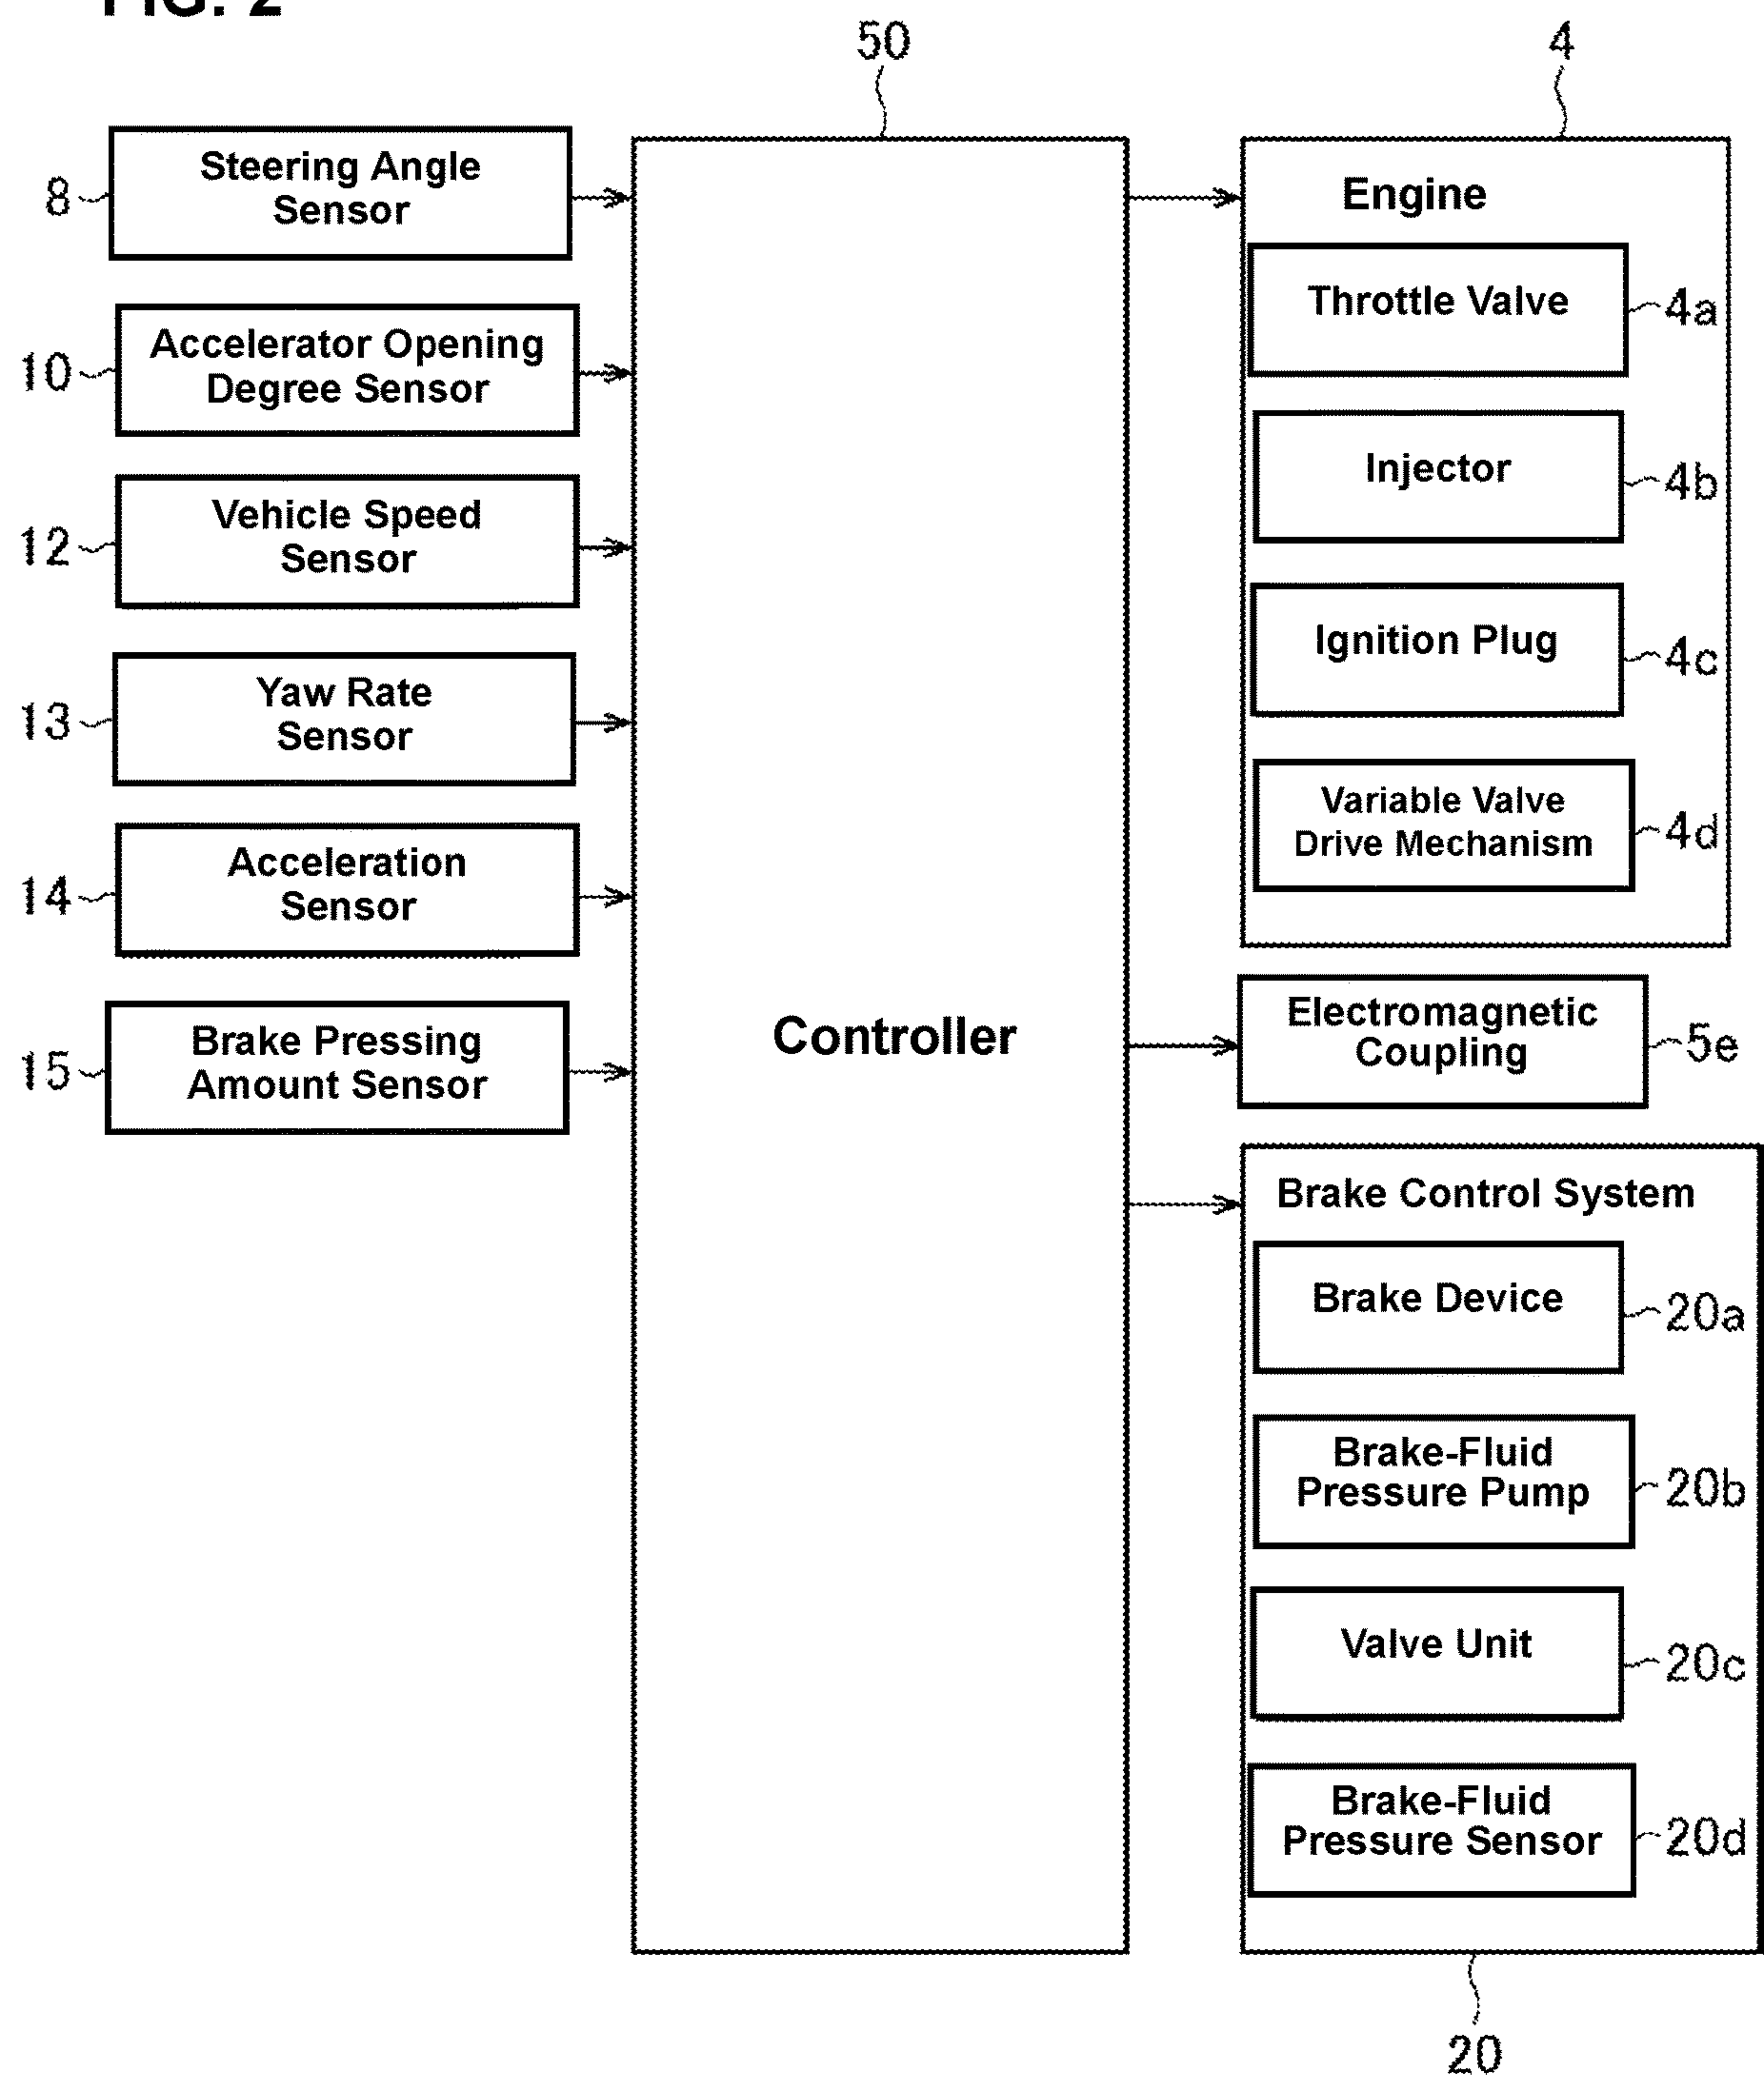 FIG. 2
50
4
8
Steering Angle
Sensor
10
Accelerator Opening
Degree Sensor
12
Vehicle Speed
Sensor
13
Yaw Rate
Sensor
14
Acceleration
Sensor
15
Brake Pressing
Amount Sensor
Controller
Engine
Throttle Valve
4a
Injector
4b
Ignition Plug
4c
Variable Valve
Drive Mechanism
4d
Electromagnetic
Coupling
5e
Brake Control System
Brake Device
20a
Brake-Fluid
Pressure Pump
20b
Valve Unit
20c
Brake-Fluid
Pressure Sensor
20d
20